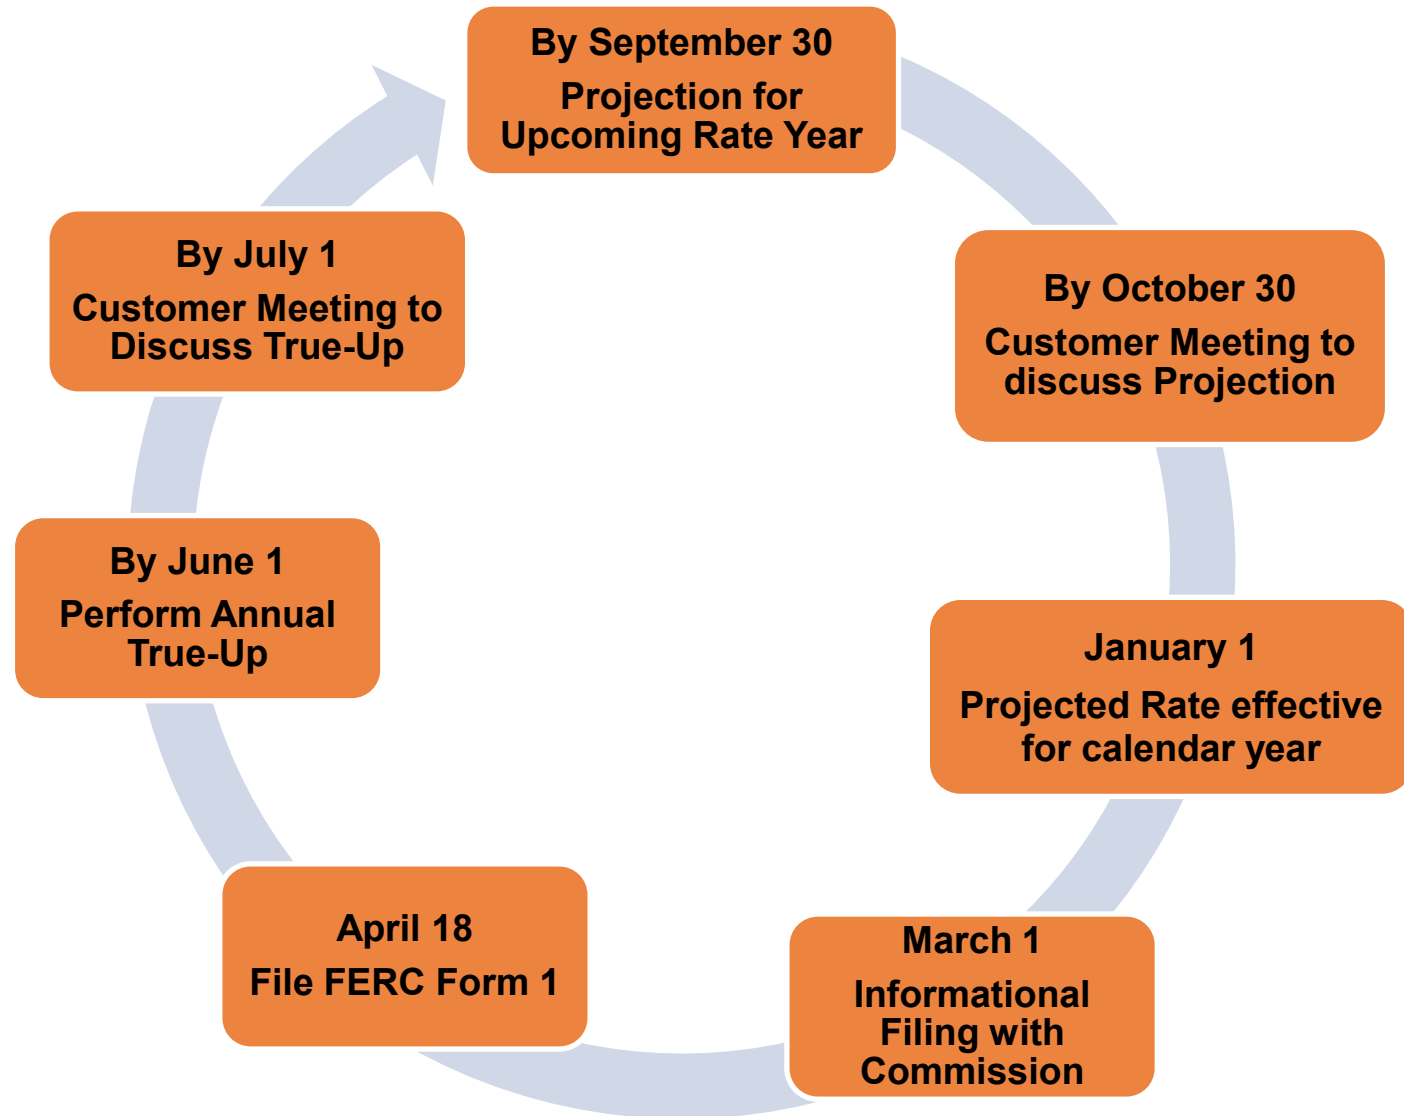 By September 30
Projection for
Upcoming Rate Year
By October 30
Customer Meeting to
discuss Projection
January 1
Projected Rate effective
for calendar year
March 1
Informational
Filing with
Commission
April 18
File FERC Form 1
By June 1
Perform Annual
True-Up
By July 1
Customer Meeting to
Discuss True-Up